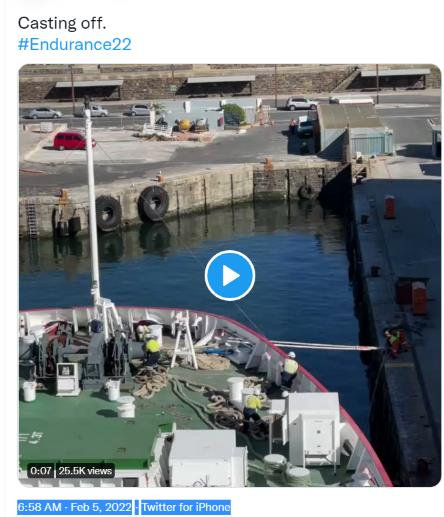 Casting off.
#Endurance22
0:07 25.5K views
6:58 AM · Feb 5, 2022 · Twitter for iPhone